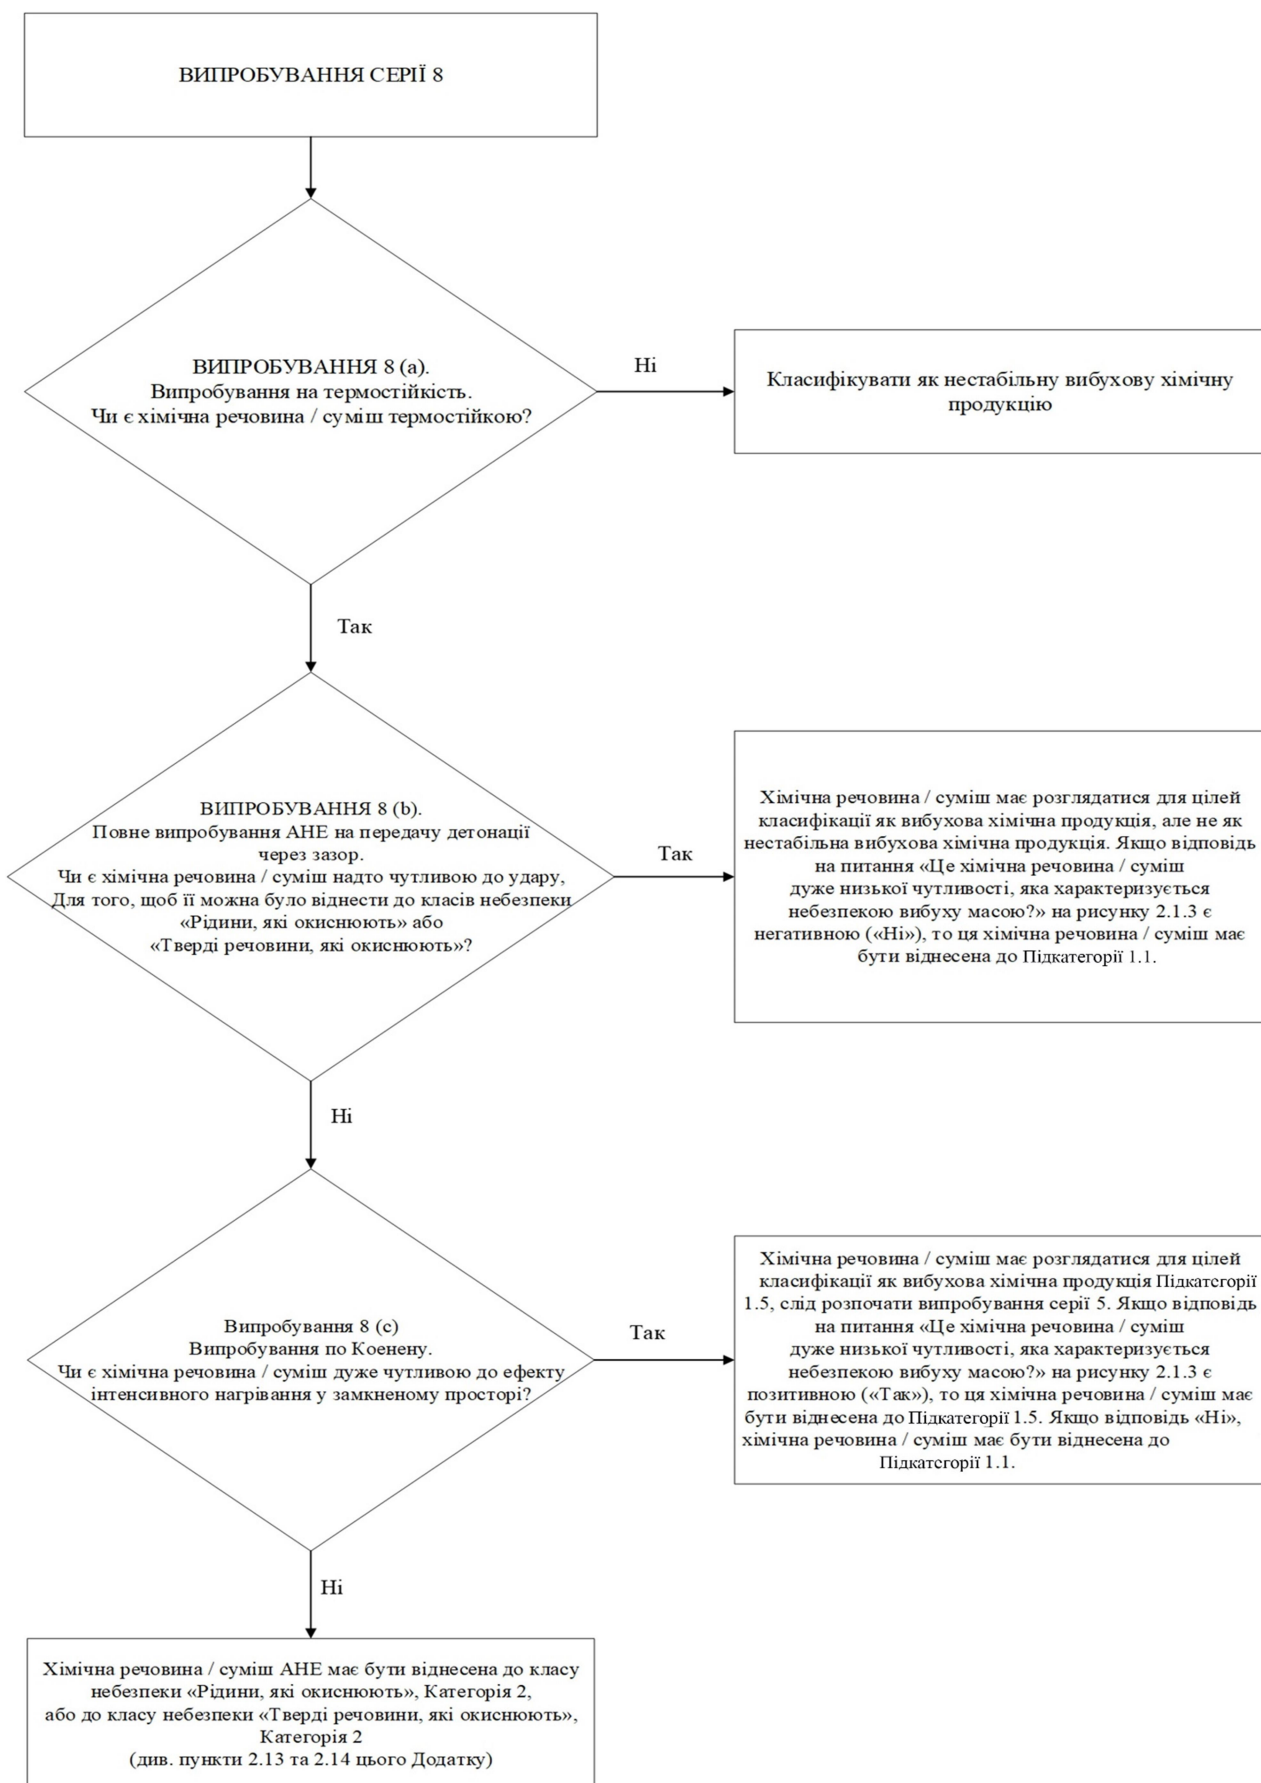 ВИПРОБУВАННЯ СЕРІЇ 8
ВИПРОБУВАННЯ 8 (a).
Випробування на термостійкість.
Чи є хімічна речовина / суміш термостійкою?
Ні
Класифікувати як нестабільну вибухову хімічну
продукцію
Так
ВИПРОБУВАННЯ 8 (b).
Повне випробування АНЕ на передачу детонації
через зазор.
Чи є хімічна речовина / суміш надто чутливою до удару,
Для того, щоб її можна було віднести до класів небезпеки
«Рідини, які окиснюють» або
«Тверді речовини, які окиснюють»?
Так
Хімічна речовина / суміш має розглядатися для цілей
класифікації як вибухова хімічна продукція, але не як
нестабільна вибухова хімічна продукція. Якщо відповідь
на питання «Це хімічна речовина / суміш
дуже низької чутливості, яка характеризується
небезпекою вибуху масою?» на рисунку 2.1.3 є
негативною («Ні»), то ця хімічна речовина / суміш має
бути віднесена до Підкатегорії 1.1.
Ні
Випробування 8 (c)
Випробування по Коенену.
Чи є хімічна речовина / суміш дуже чутливою до ефекту
інтенсивного нагрівання у замкненому просторі?
Так
Хімічна речовина / суміш має розглядатися для цілей
класифікації як вибухова хімічна продукція Підкатегорії
1.5, слід розпочати випробування серії 5. Якщо відповідь
на питання «Це хімічна речовина / суміш
дуже низької чутливості, яка характеризується
небезпекою вибуху масою?» на рисунку 2.1.3 є
позитивною («Так»), то ця хімічна речовина / суміш має
бути віднесена до Підкатегорії 1.5. Якщо відповідь «Ні»,
хімічна речовина / суміш має бути віднесена до
Підкатегорії 1.1.
Ні
Хімічна речовина / суміш АНЕ має бути віднесена до класу
небезпеки «Рідини, які окиснюють», Категорія 2,
або до класу небезпеки «Тверді речовини, які окиснюють»,
Категорія 2
(див. пункти 2.13 та 2.14 цього Додатку)